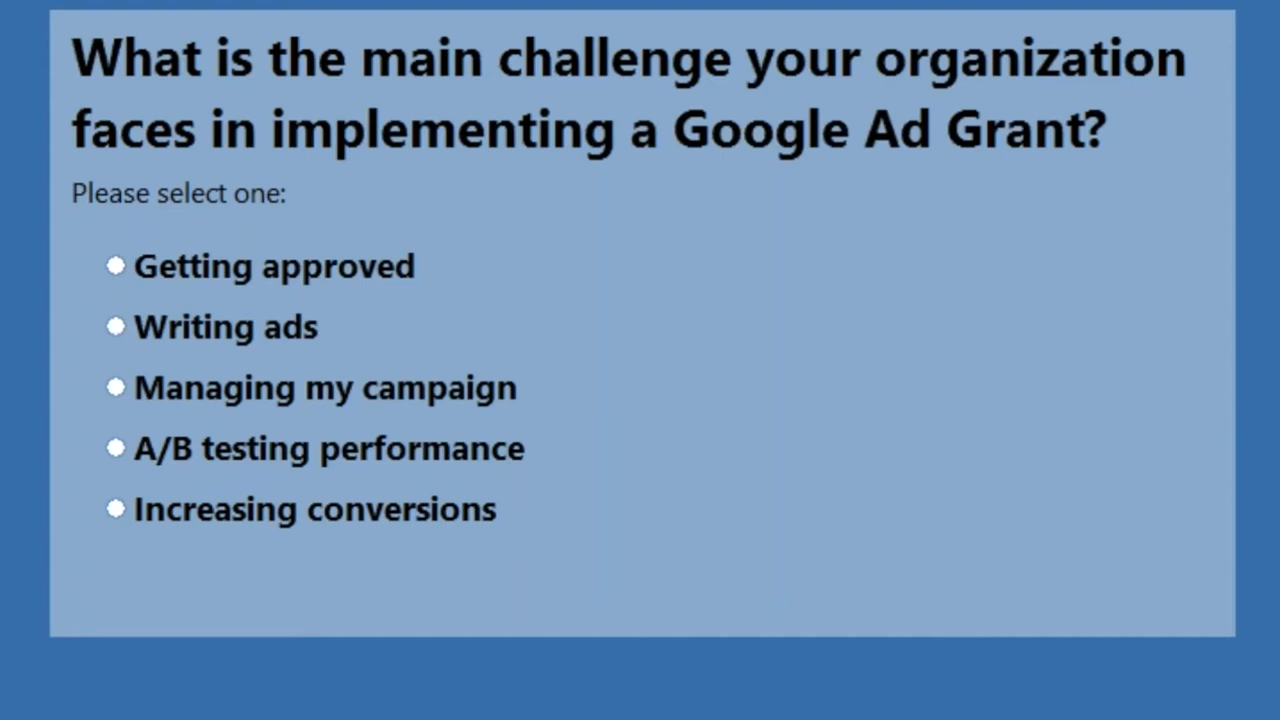 What is the main challenge your organization
faces in implementing a Google Ad Grant?
Please select one:
Getting approved
Writing ads
Managing my campaign
A/B testing performance
Increasing conversions